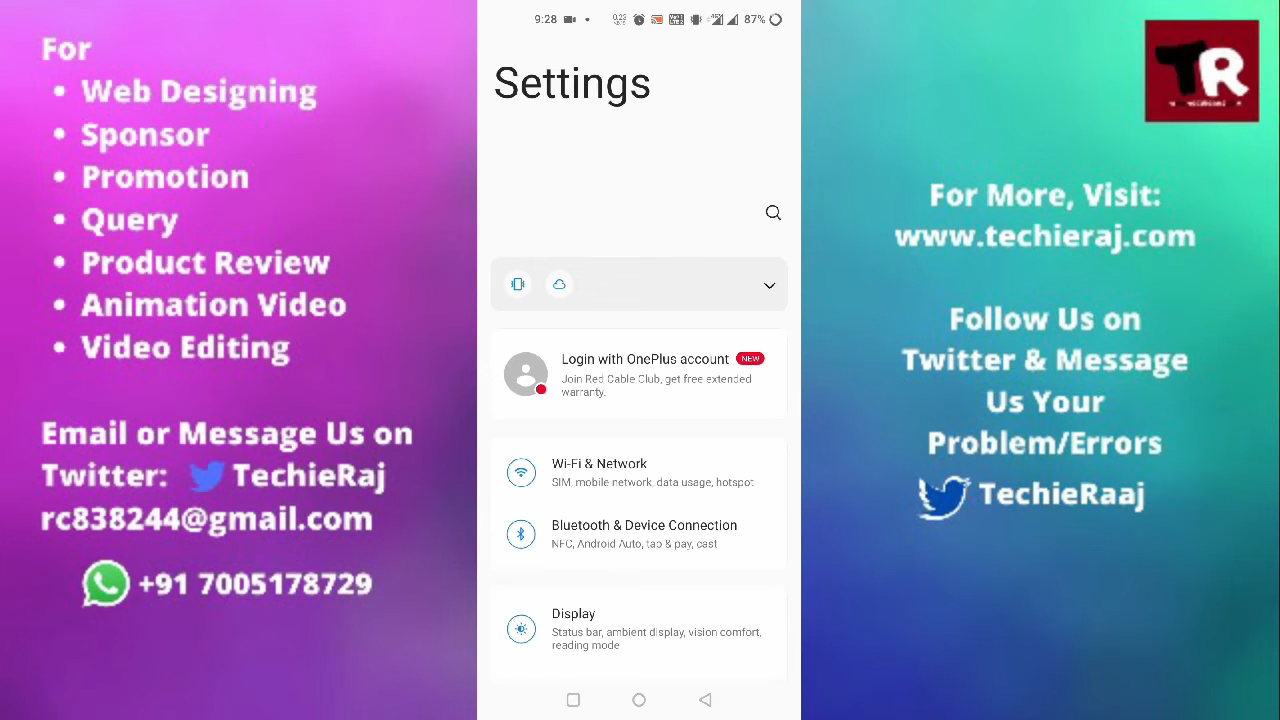 For
• Web Designing
• Sponsor
• Promotion
• Query
• Product Review
• Animation Video
• Video Editing
Email or Message Us on
Twitter: TechieRaj
rc838244@gmail.com
+91 7005178729
9:28
87%
Settings
Login with OnePlus account NEW
Join Red Cable Club, get free extended
warranty.
Wi-Fi & Network
SIM, mobile network, data usage, hotspot
Bluetooth & Device Connection
NFC, Android Auto, tap & pay, cast
Display
Status bar, ambient display, vision comfort,
reading mode
TR
For More, Visit:
www.techieraj.com
Follow Us on
Twitter & Message
Us Your
Problem/Errors
TechieRaaj